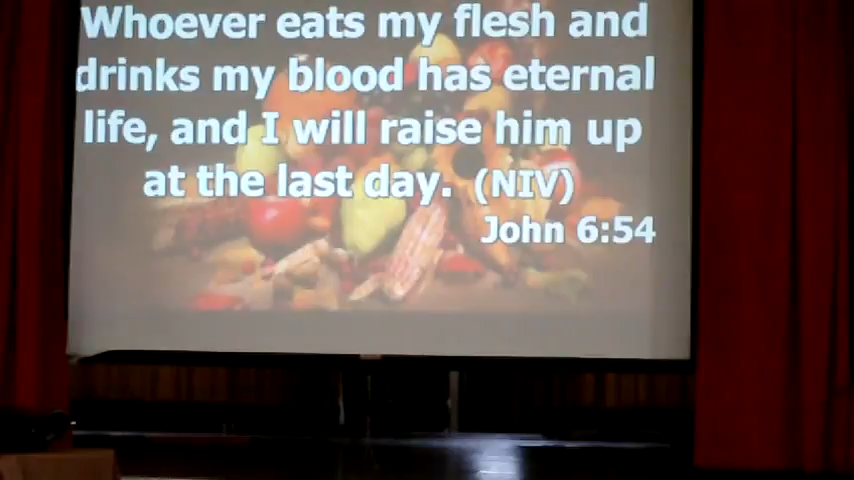 Whoever eats my flesh and
drinks my blood has eternal
life, and I will raise him up
at the last day. (NIV)
John 6:54